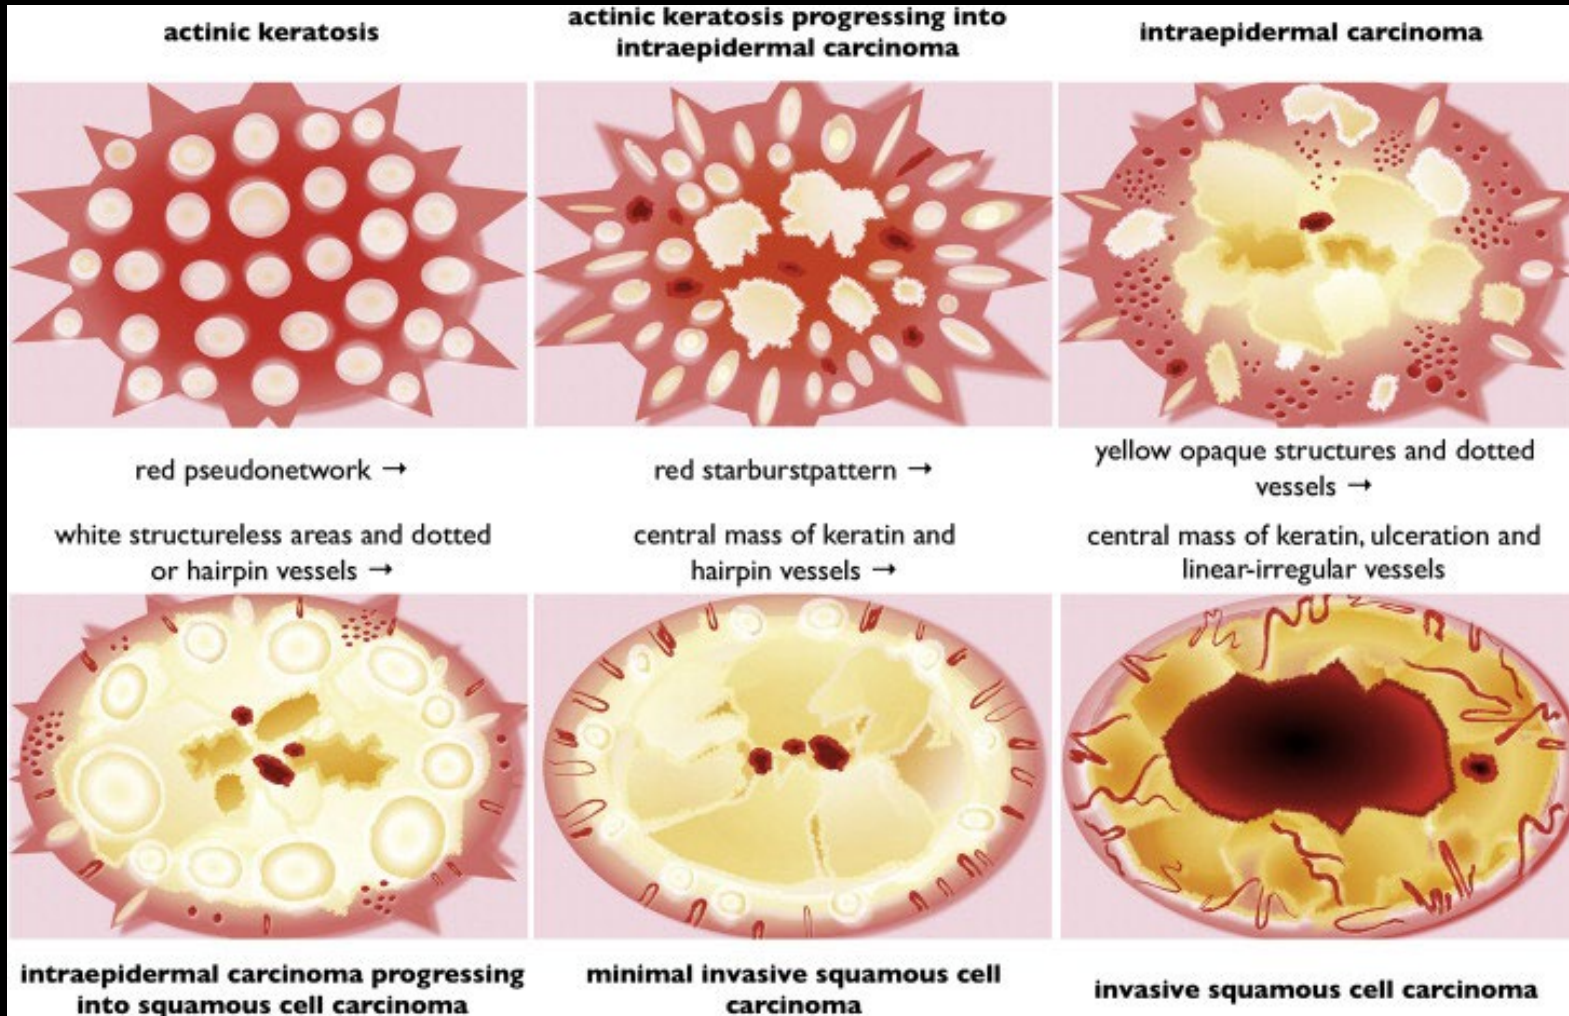 actinic keratosis
actinic keratosis progressing into
intraepidermal carcinoma
intraepidermal carcinoma
red pseudonetwork →
red starburstpattern →
yellow opaque structures and dotted
vessels →
white structureless areas and dotted
or hairpin vessels →
central mass of keratin and
hairpin vessels →
central mass of keratin, ulceration and
linear-irregular vessels
intraepidermal carcinoma progressing
into squamous cell carcinoma
minimal invasive squamous cell
carcinoma
invasive squamous cell carcinoma